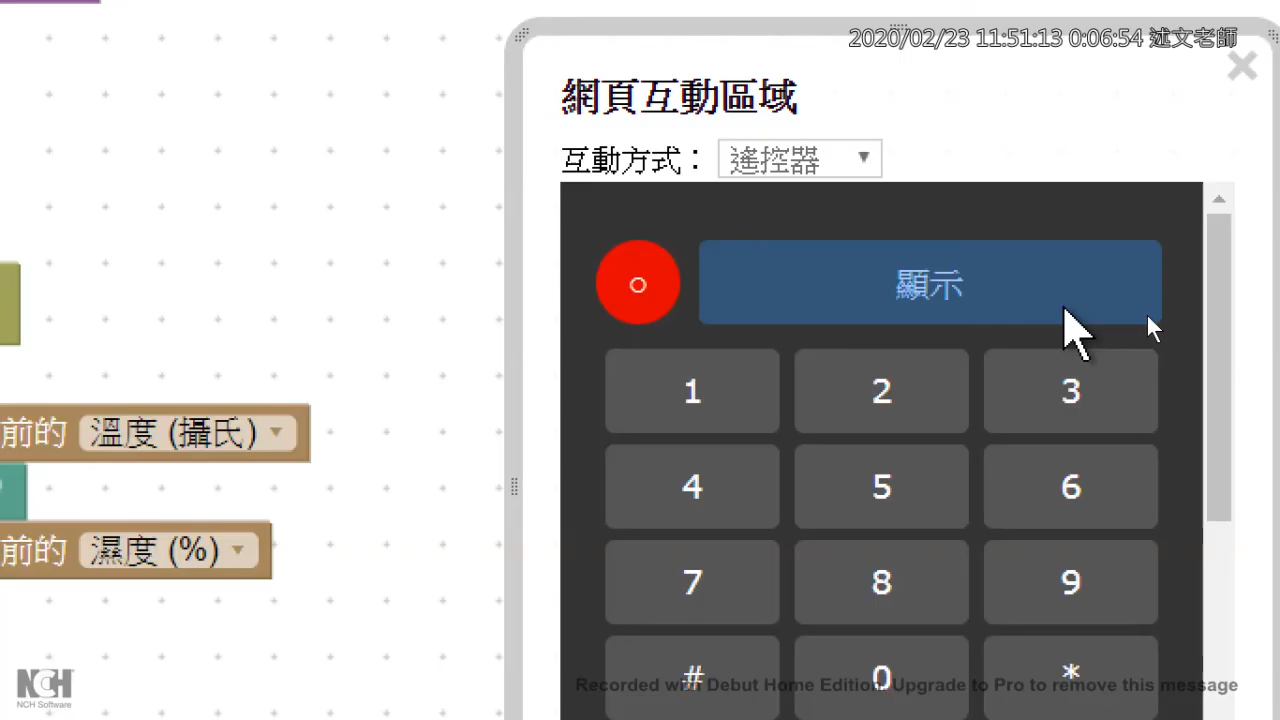 2020/02/23 11:51:13 0:06:54 述文老師
網頁互動區域
互動方式： 遙控器
顯示
1 2 3
前的 溫度 (攝氏)
4 5 6
前的 濕度 (%)
7 8 9
# 0 *
Recorded with Debut Home Edition. Upgrade to Pro to remove this message
NCH
NCH Software